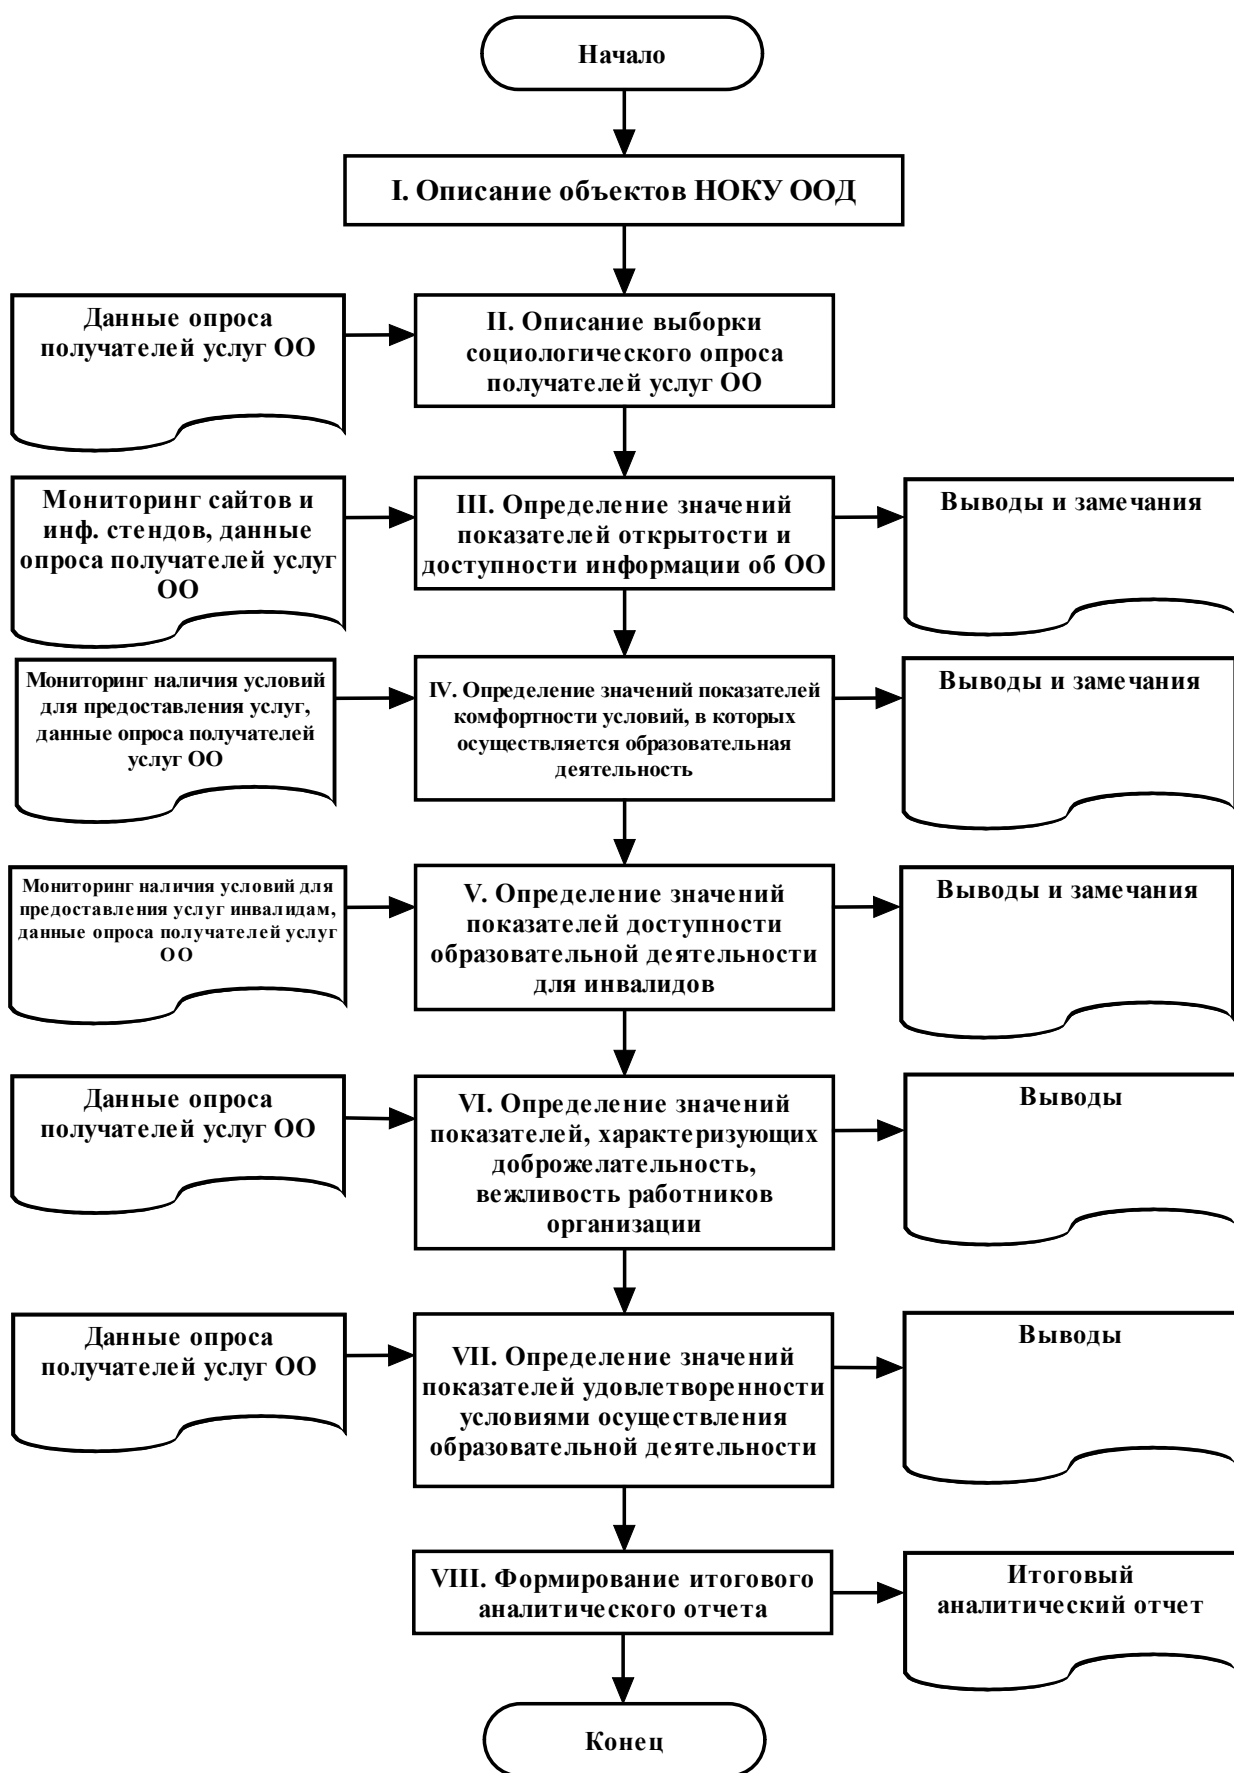 Начало
I. Описание объектов НОКУ ООД
Данные опроса
получателей услуг ОО
II. Описание выборки
социологического опроса
получателей услуг ОО
Мониторинг сайтов и
инф. стендов, данные
опроса получателей услуг
ОО
III. Определение значений
показателей открытости и
доступности информации об ОО
Выводы и замечания
Мониторинг наличия условий
для предоставления услуг,
данные опроса получателей
услуг ОО
IV. Определение значений показателей
комфортности условий, в которых
осуществляется образовательная
деятельность
Выводы и замечания
Мониторинг наличия условий для
предоставления услуг инвалидам,
данные опроса получателей услуг
ОО
V. Определение значений
показателей доступности
образовательной деятельности
для инвалидов
Выводы и замечания
Данные опроса
получателей услуг ОО
VI. Определение значений
показателей, характеризующих
доброжелательность,
вежливость работников
организации
Выводы
Данные опроса
получателей услуг ОО
VII. Определение значений
показателей удовлетворенности
условиями осуществления
образовательной деятельности
Выводы
VIII. Формирование итогового
аналитического отчета
Итоговый
аналитический отчет
Конец